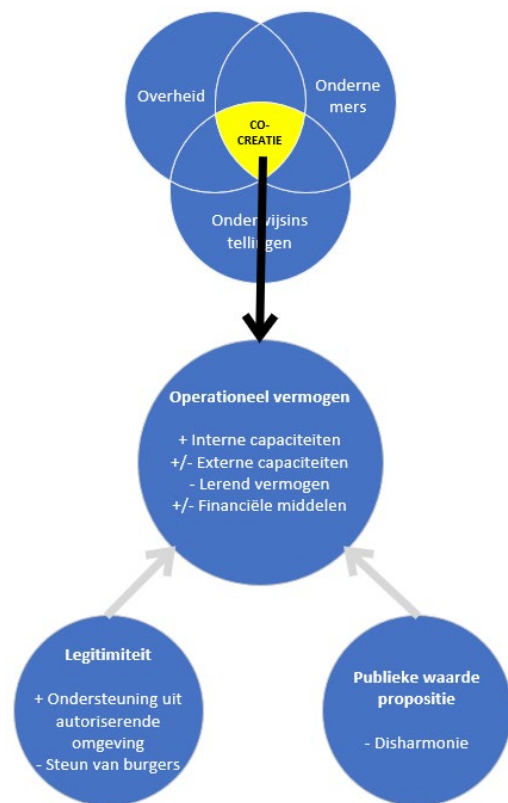 Overheid
Onderne
mers
CO-
CREATIE
Onderwijsins
tellingen
Operationeel vermogen
+ Interne capaciteiten
+/- Externe capaciteiten
- Lerend vermogen
+/- Financiële middelen
Legitimiteit
+ Ondersteuning uit
autoriserende
omgeving
- Steun van burgers
Publieke waarde
propositie
- Disharmonie